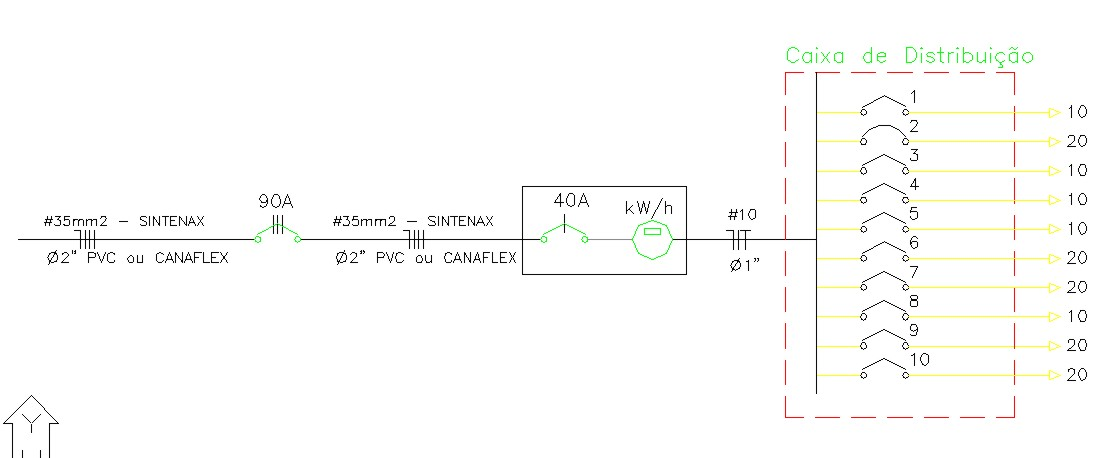 Caixa de Distribuição
#35mm2 - SINTENAX
Ø2" PVC ou CANAFLEX
90A
#35mm2 - SINTENAX
Ø2" PVC ou CANAFLEX
40A
kW/h
#10
Ø1"
1 10
2 20
3 10
4 10
5 10
6 20
7 20
8 10
9 20
10 20
Y